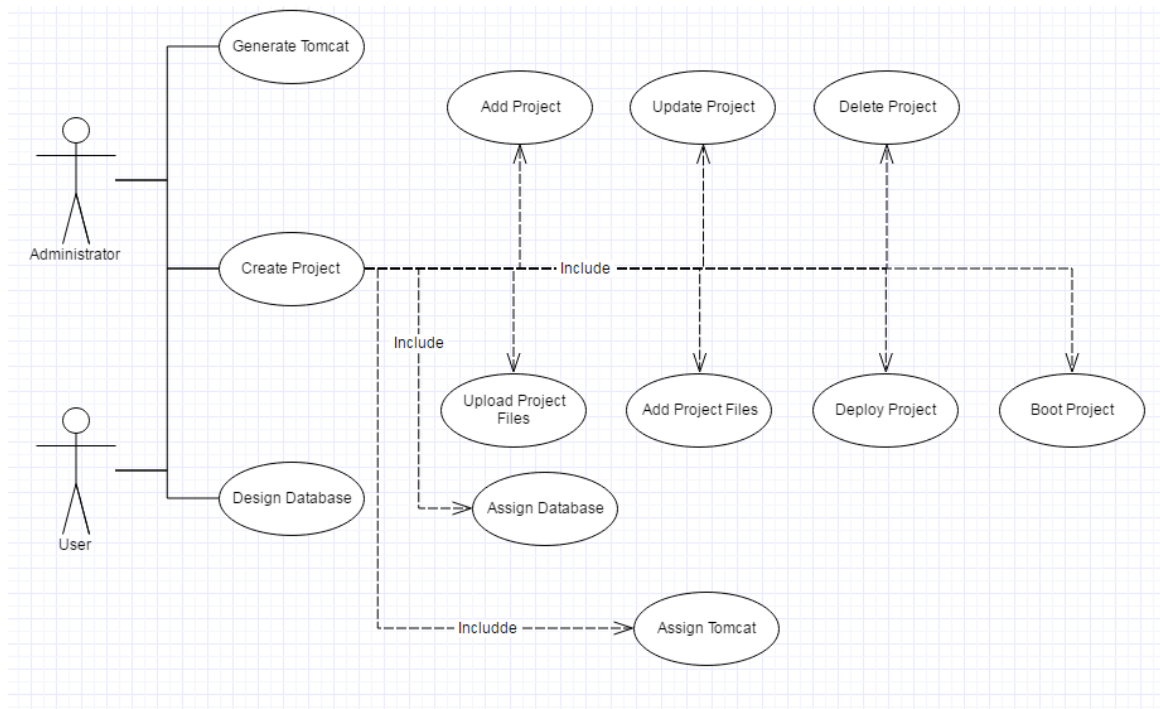 Generate Tomcat
Add Project
Update Project
Delete Project
Administrator
Create Project
Include
Include
Upload Project
Files
Add Project Files
Deploy Project
Boot Project
Design Database
Assign Database
User
Includde
Assign Tomcat